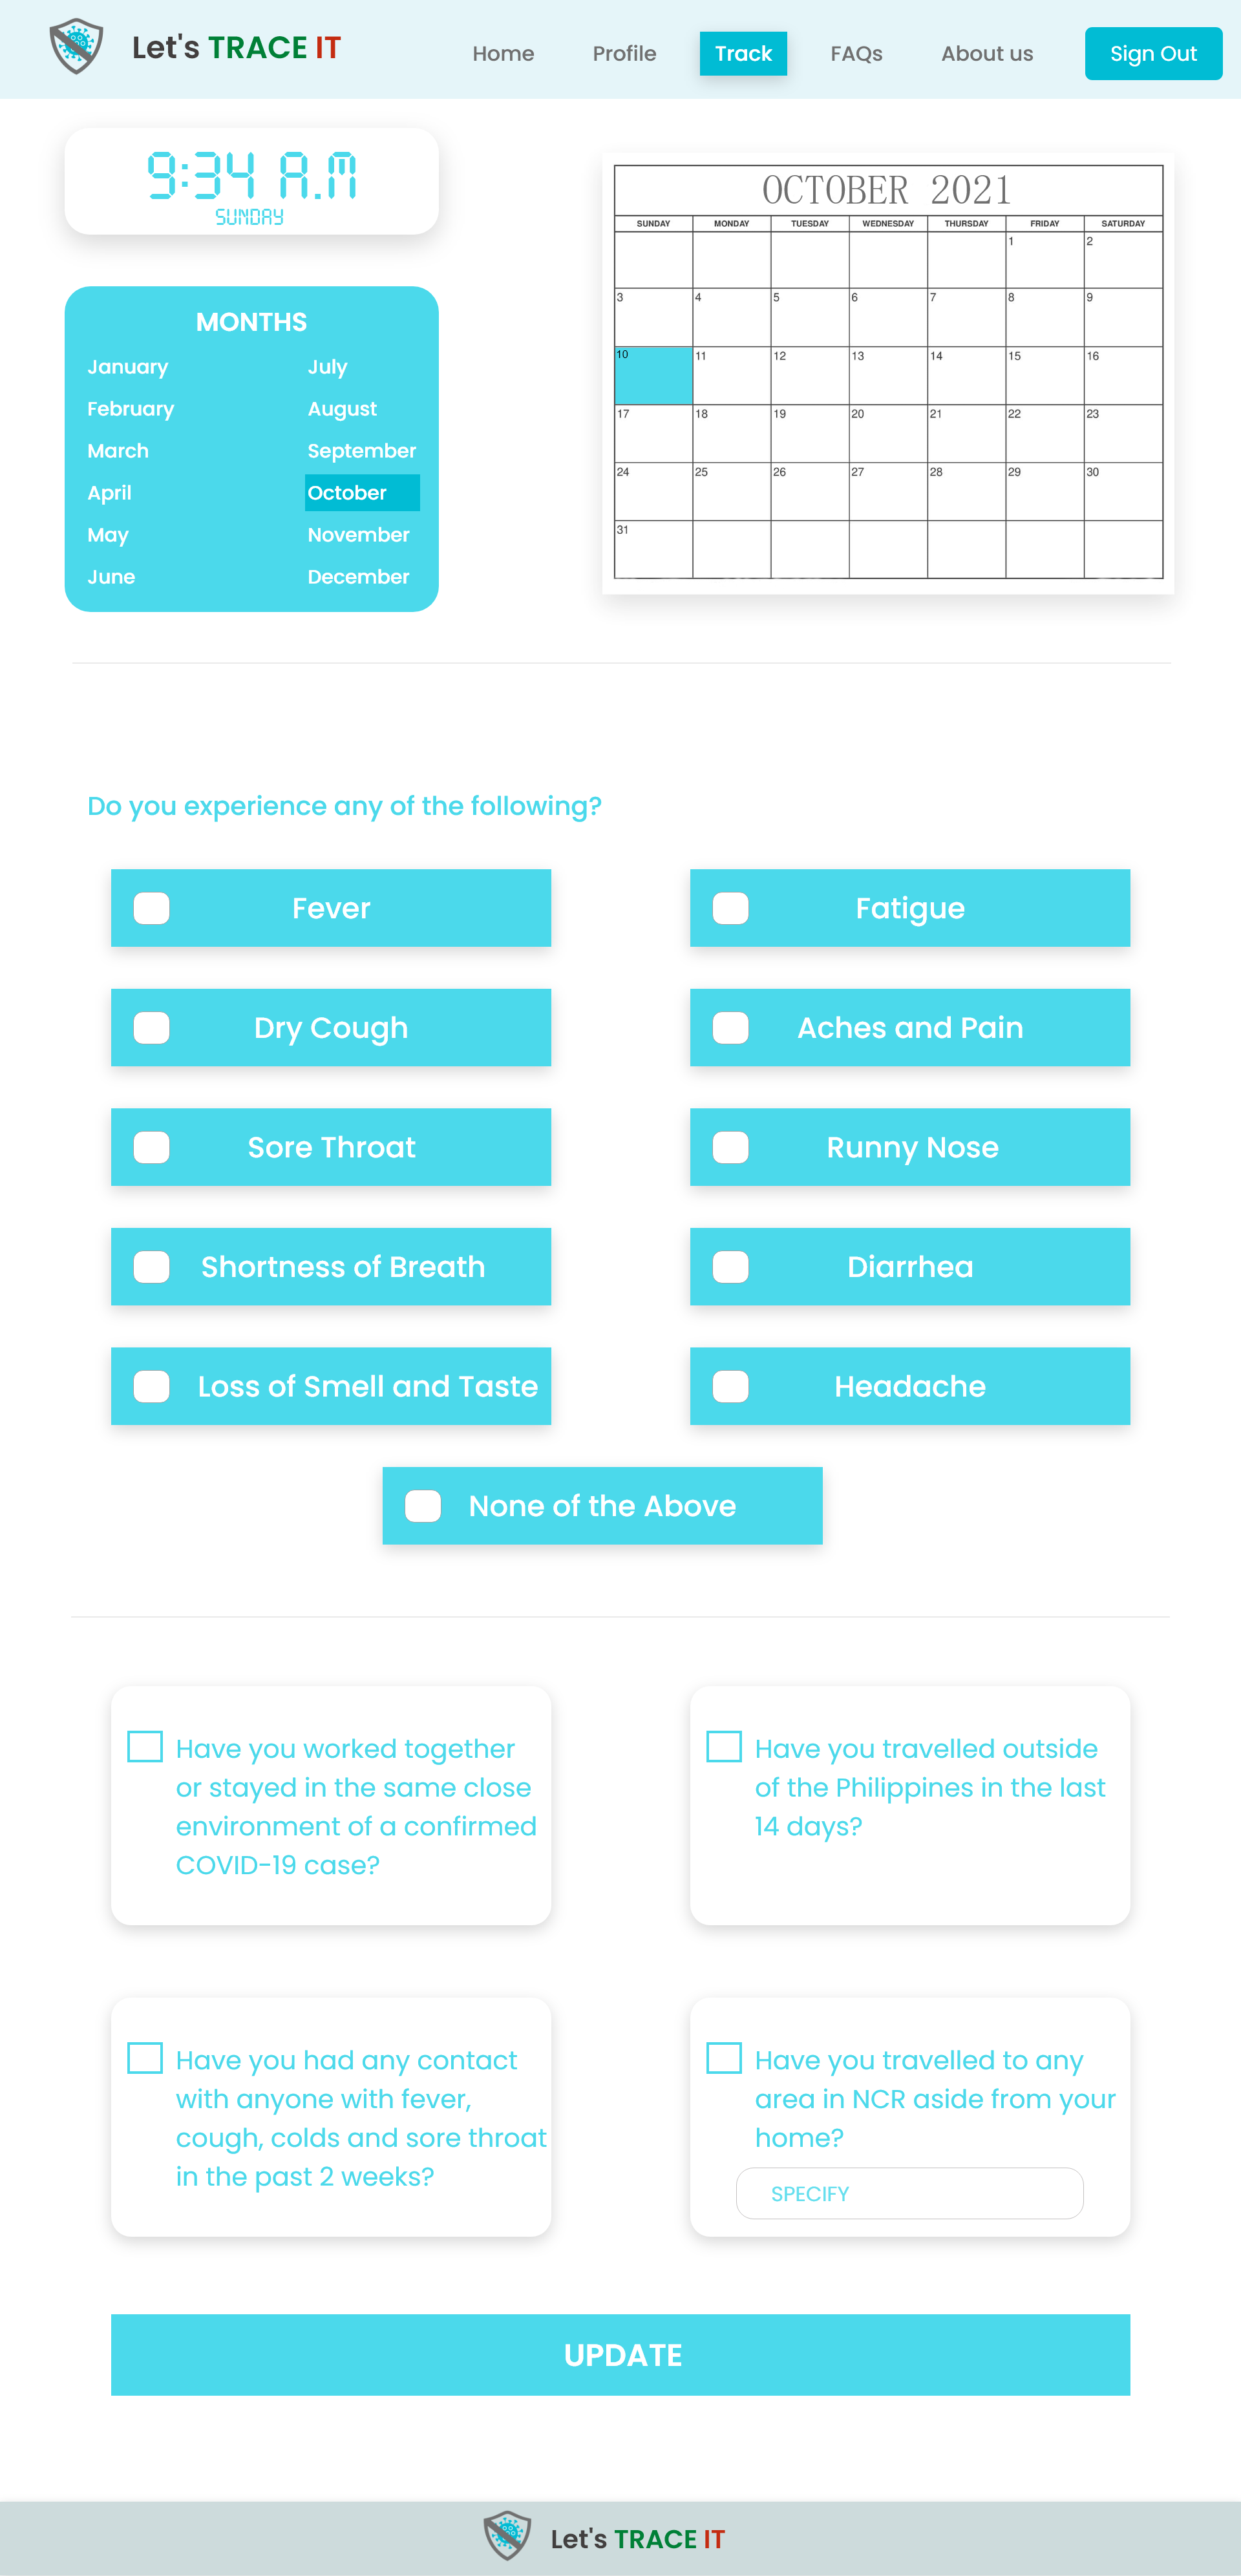 Let's TRACE IT
Home Profile Track FAQs About us Sign Out
9:34 A.M
SUNDAY
MONTHS
January July
February August
March September
April October
May November
June December
OCTOBER 2021
SUNDAY MONDAY TUESDAY WEDNESDAY THURSDAY FRIDAY SATURDAY
1 2
3 4 5 6 7 8 9
10 11 12 13 14 15 16
17 18 19 20 21 22 23
24 25 26 27 28 29 30
31
Do you experience any of the following?
Fever Fatigue
Dry Cough Aches and Pain
Sore Throat Runny Nose
Shortness of Breath Diarrhea
Loss of Smell and Taste Headache
None of the Above
Have you worked together
or stayed in the same close
environment of a confirmed
COVID-19 case?
Have you travelled outside
of the Philippines in the last
14 days?
Have you had any contact
with anyone with fever,
cough, colds and sore throat
in the past 2 weeks?
Have you travelled to any
area in NCR aside from your
home?
SPECIFY
UPDATE
Let's TRACE IT